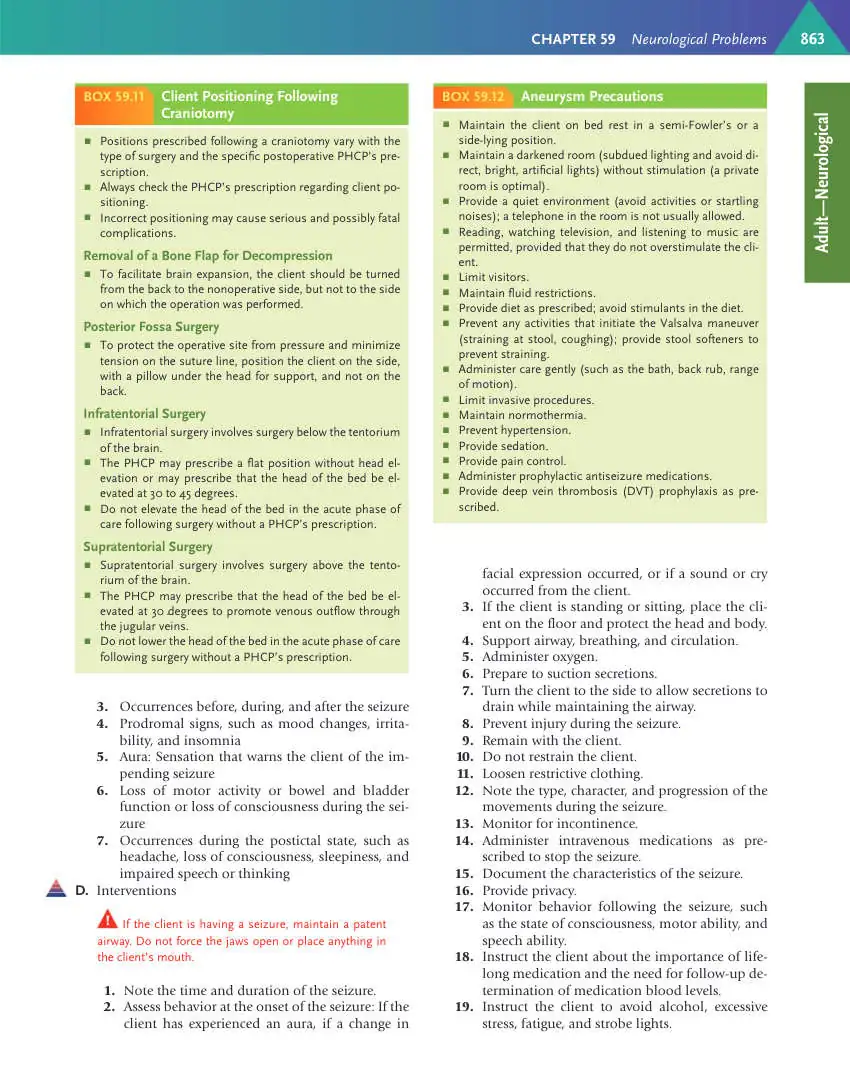 CHAPTER 59 Neurological Problems 863
Adult—Neurological
BOX 59.11 Client Positioning Following
Craniotomy
■ Positions prescribed following a craniotomy vary with the
type of surgery and the specific postoperative PHCP's pre-
scription.
■ Always check the PHCP's prescription regarding client po-
sitioning.
■ Incorrect positioning may cause serious and possibly fatal
complications.
Removal of a Bone Flap for Decompression
■ To facilitate brain expansion, the client should be turned
from the back to the nonoperative side, but not to the side
on which the operation was performed.
Posterior Fossa Surgery
■ To protect the operative site from pressure and minimize
tension on the suture line, position the client on the side,
with a pillow under the head for support, and not on the
back.
Infratentorial Surgery
■ Infratentorial surgery involves surgery below the tentorium
of the brain.
■ The PHCP may prescribe a flat position without head el-
evation or may prescribe that the head of the bed be el-
evated at 30 to 45 degrees.
■ Do not elevate the head of the bed in the acute phase of
care following surgery without a PHCP's prescription.
Supratentorial Surgery
■ Supratentorial surgery involves surgery above the tento-
rium of the brain.
■ The PHCP may prescribe that the head of the bed be el-
evated at 30 degrees to promote venous outflow through
the jugular veins.
■ Do not lower the head of the bed in the acute phase of care
following surgery without a PHCP's prescription.
3. Occurrences before, during, and after the seizure
4. Prodromal signs, such as mood changes, irrita-
bility, and insomnia
5. Aura: Sensation that warns the client of the im-
pending seizure
6. Loss of motor activity or bowel and bladder
function or loss of consciousness during the sei-
zure
7. Occurrences during the postictal state, such as
headache, loss of consciousness, sleepiness, and
impaired speech or thinking
D. Interventions
If the client is having a seizure, maintain a patent
airway. Do not force the jaws open or place anything in
the client's mouth.
1. Note the time and duration of the seizure.
2. Assess behavior at the onset of the seizure: If the
client has experienced an aura, if a change in
BOX 59.12 Aneurysm Precautions
■ Maintain the client on bed rest in a semi-Fowler's or a
side-lying position.
■ Maintain a darkened room (subdued lighting and avoid di-
rect, bright, artificial lights) without stimulation (a private
room is optimal).
■ Provide a quiet environment (avoid activities or startling
noises); a telephone in the room is not usually allowed.
■ Reading, watching television, and listening to music are
permitted, provided that they do not overstimulate the cli-
ent.
■ Limit visitors.
■ Maintain fluid restrictions.
■ Provide diet as prescribed; avoid stimulants in the diet.
■ Prevent any activities that initiate the Valsalva maneuver
(straining at stool, coughing); provide stool softeners to
prevent straining.
■ Administer care gently (such as the bath, back rub, range
of motion).
■ Limit invasive procedures.
■ Maintain normothermia.
■ Prevent hypertension.
■ Provide sedation.
■ Provide pain control.
■ Administer prophylactic antiseizure medications.
■ Provide deep vein thrombosis (DVT) prophylaxis as pre-
scribed.
facial expression occurred, or if a sound or cry
occurred from the client.
3. If the client is standing or sitting, place the cli-
ent on the floor and protect the head and body.
4. Support airway, breathing, and circulation.
5. Administer oxygen.
6. Prepare to suction secretions.
7. Turn the client to the side to allow secretions to
drain while maintaining the airway.
8. Prevent injury during the seizure.
9. Remain with the client.
10. Do not restrain the client.
11. Loosen restrictive clothing.
12. Note the type, character, and progression of the
movements during the seizure.
13. Monitor for incontinence.
14. Administer intravenous medications as pre-
scribed to stop the seizure.
15. Document the characteristics of the seizure.
16. Provide privacy.
17. Monitor behavior following the seizure, such
as the state of consciousness, motor ability, and
speech ability.
18. Instruct the client about the importance of life-
long medication and the need for follow-up de-
termination of medication blood levels.
19. Instruct the client to avoid alcohol, excessive
stress, fatigue, and strobe lights.